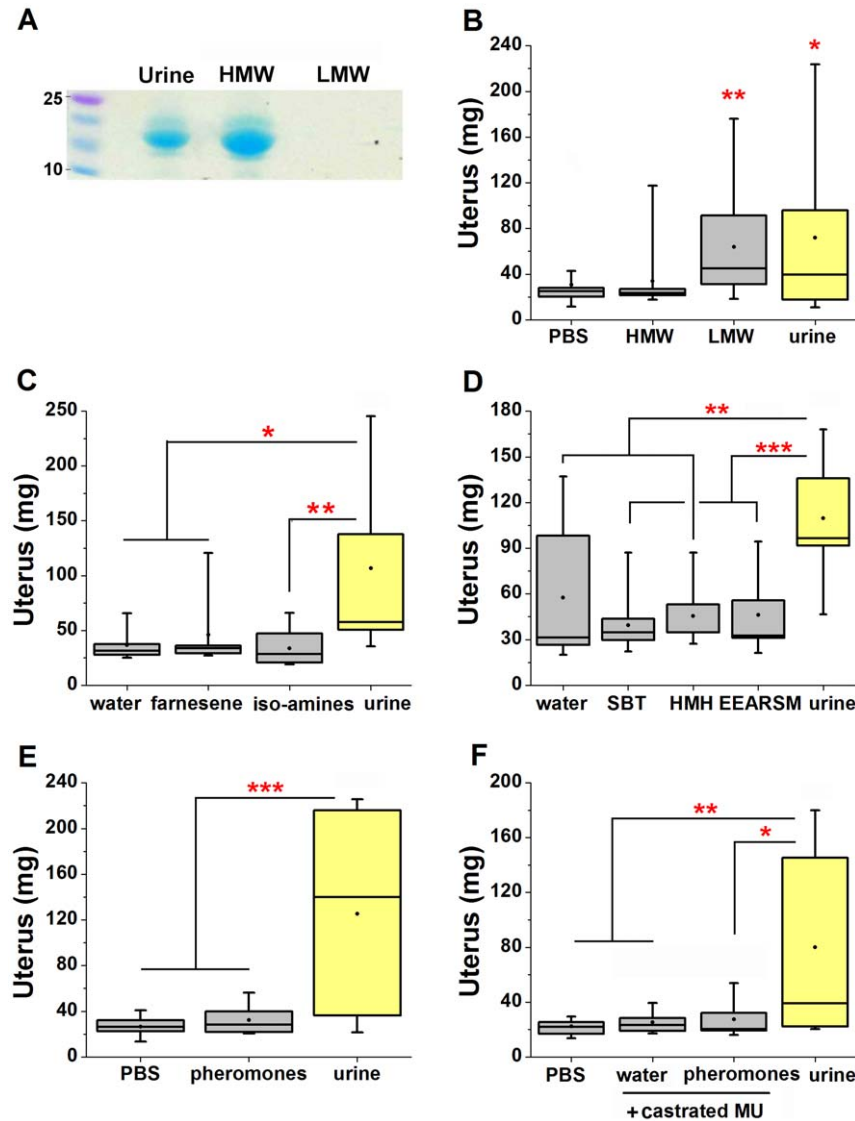 A
Urine HMW LMW
25
10
B
Uterus (mg)
240
200
160
120
80
40
0
**
*
PBS HMW LMW urine
C
Uterus (mg)
250
200
150
100
50
0
*
**
water farnesene iso-amines urine
D
Uterus (mg)
180
150
120
90
60
30
0
**
***
water SBT HMH EEARSM urine
E
Uterus (mg)
240
200
160
120
80
40
0
***
PBS pheromones urine
F
Uterus (mg)
200
160
120
80
40
0
**
*
PBS water pheromones urine
+castrated MU